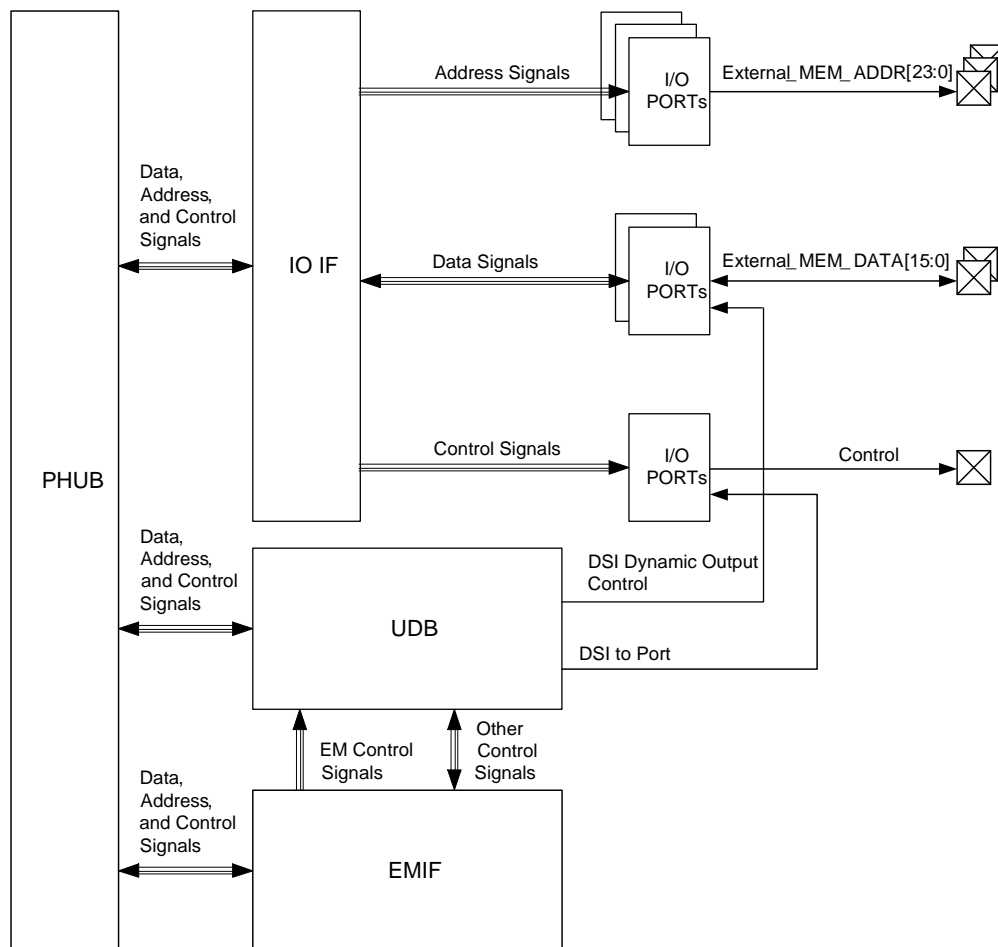 Address Signals
I/O
PORTs
External_MEM_ADDR[23:0]
Data,
Address,
and Control
Signals
IO IF
Data Signals
I/O
PORTs
External_MEM_DATA[15:0]
Control Signals
I/O
PORTs
Control
PHUB
Data,
Address,
and Control
Signals
UDB
DSI Dynamic Output
Control
DSI to Port
EM Control
Signals
Other
Control
Signals
Data,
Address,
and Control
Signals
EMIF